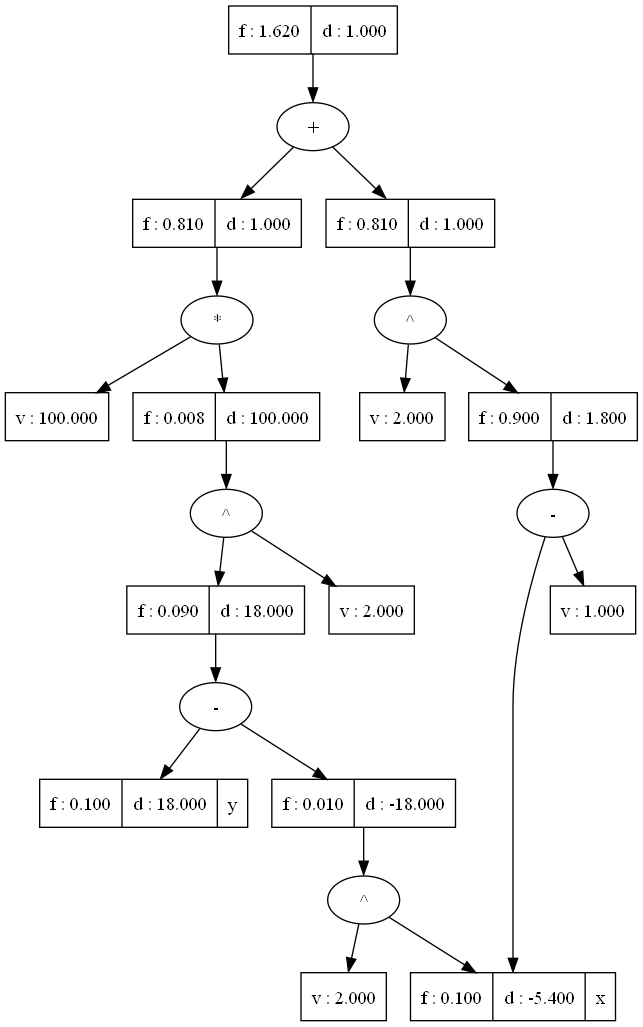 f : 1.620 d : 1.000
+
f : 0.810 d : 1.000 f : 0.810 d : 1.000
* ^
v : 100.000 f : 0.008 d : 100.000 v : 2.000 f : 0.900 d : 1.800
^ -
f : 0.090 d : 18.000 v : 2.000 v : 1.000
-
f : 0.100 d : 18.000 y f : 0.010 d : -18.000
^
v : 2.000 f : 0.100 d : -5.400 x